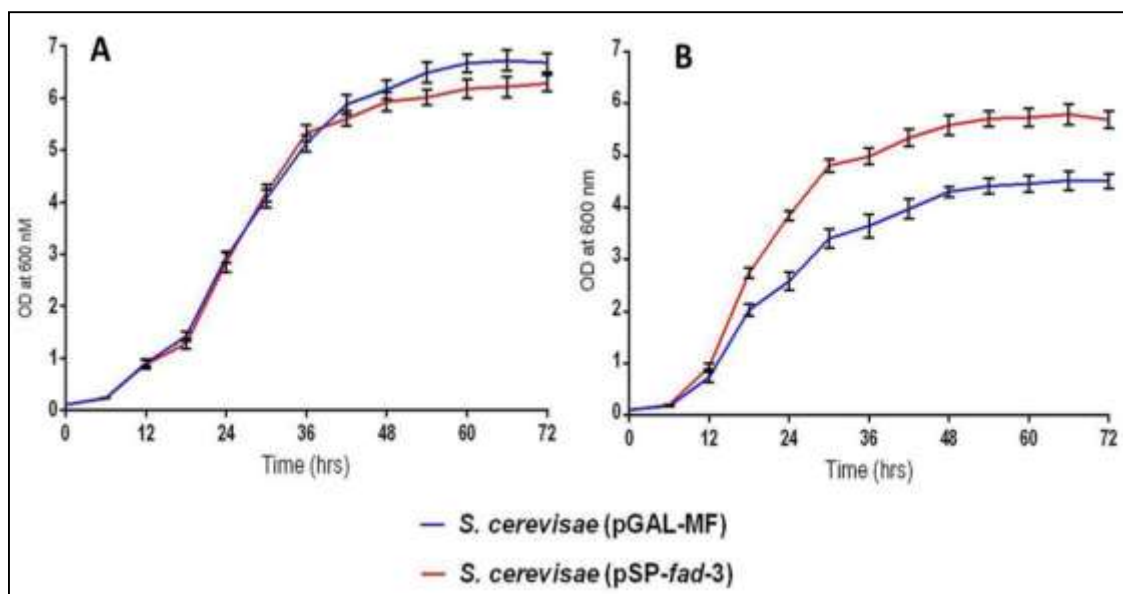 A
OD at 600 nM
7
6
5
4
3
2
1
0
0 12 24 36 48 60 72
Time (hrs)
B
OD at 600 nm
7
6
5
4
3
2
1
0
0 12 24 36 48 60 72
Time (hrs)
S. cerevisae (pGAL-MF)
S. cerevisae (pSP-fad-3)